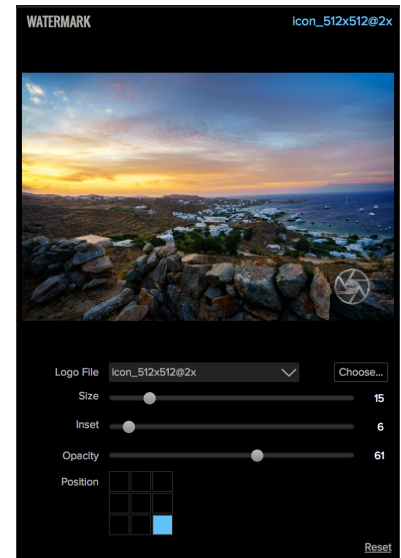 WATERMARK icon_512x512@2x
Logo File icon_512x512@2x Choose...
Size 15
Inset 6
Opacity 61
Position
Reset